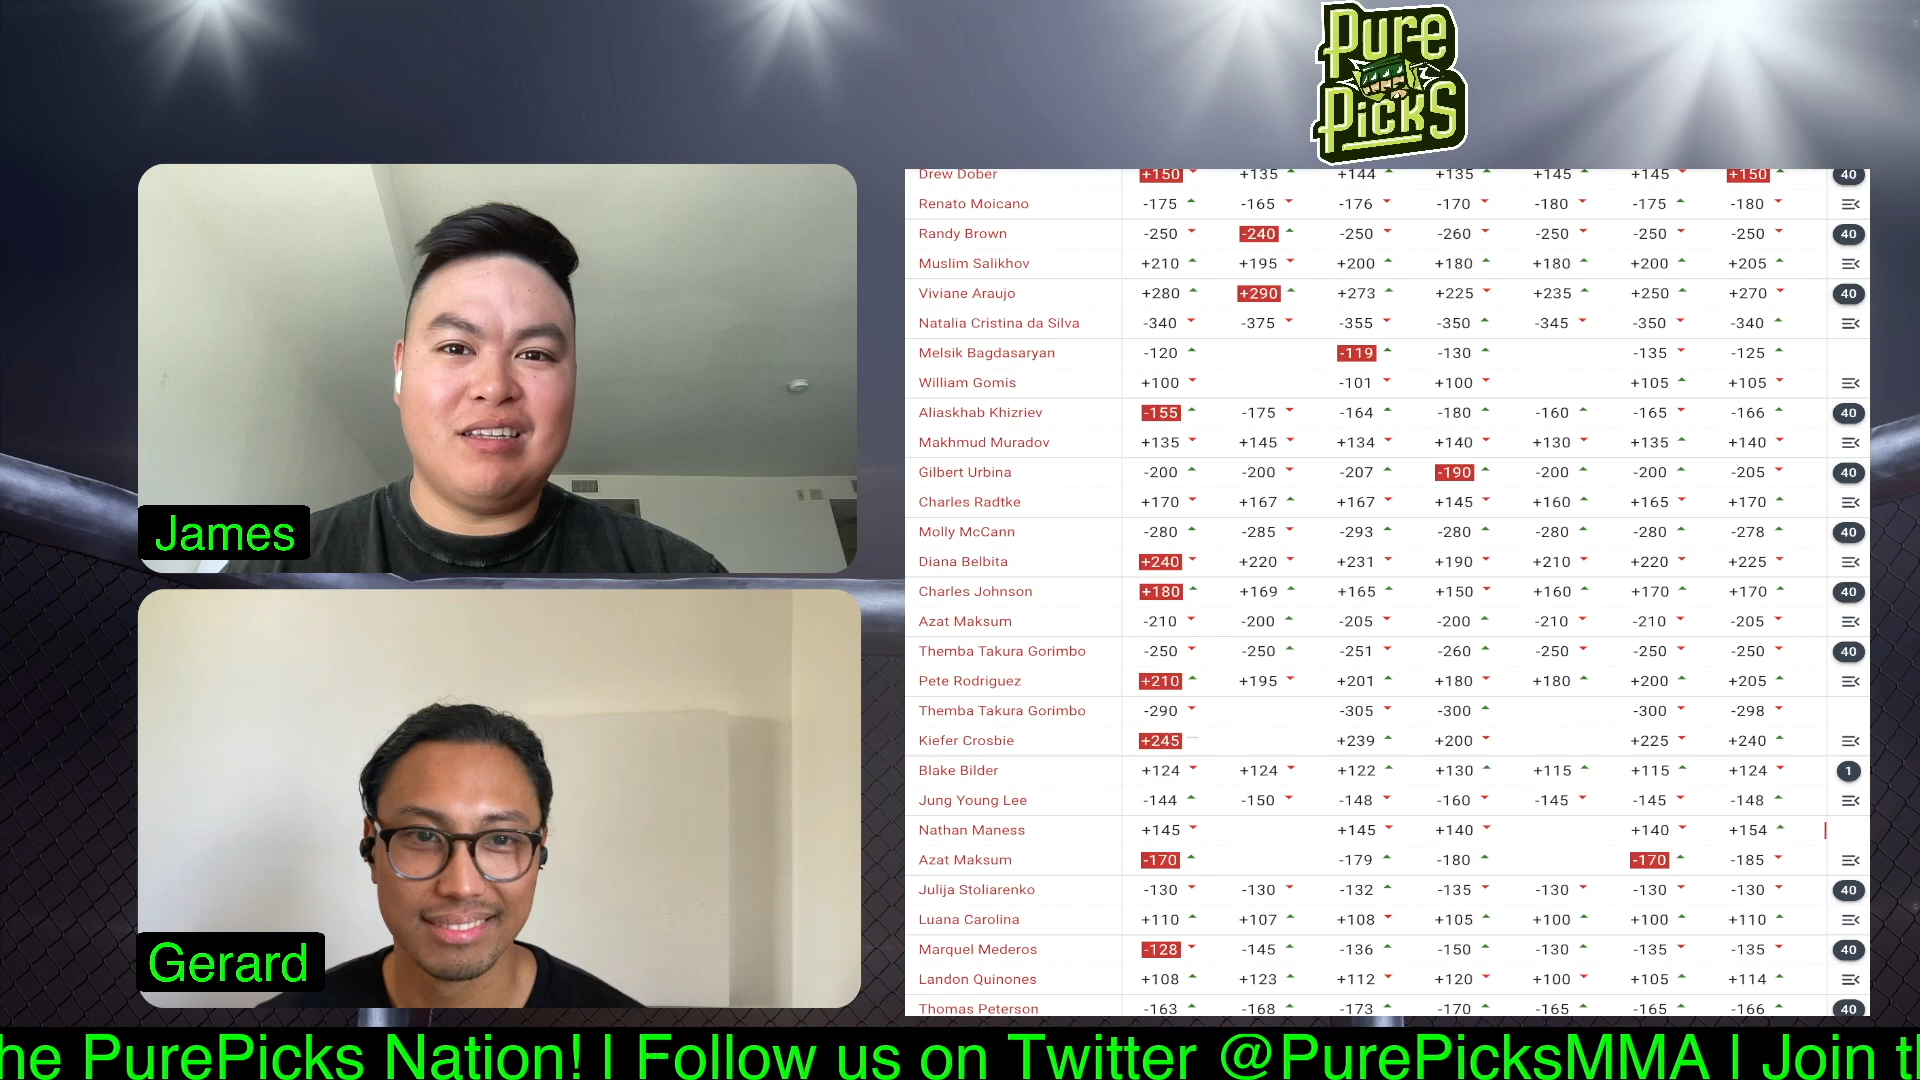 Pure
Picks
James
Gerard
Drew Dober +150 +135 +144 +135 +145 +145 +150 40
Renato Moicano -175 -165 -176 -170 -180 -175 -180
Randy Brown -250 -240 -250 -260 -250 -250 -250 40
Muslim Salikhov +210 +195 +200 +180 +180 +200 +205
Viviane Araujo +280 +290 +273 +225 +235 +250 +270 40
Natalia Cristina da Silva -340 -375 -355 -350 -345 -350 -340
Melsik Bagdasaryan -120 -119 -130 -135 -125
William Gomis +100 -101 +100 +105 +105
Aliaskhab Khizriev -155 -175 -164 -180 -160 -165 -166 40
Makhmud Muradov +135 +145 +134 +140 +130 +135 +140
Gilbert Urbina -200 -200 -207 -190 -200 -200 -205 40
Charles Radtke +170 +167 +167 +145 +160 +165 +170
Molly McCann -280 -285 -293 -280 -280 -280 -278 40
Diana Belbita +240 +220 +231 +190 +210 +220 +225
Charles Johnson +180 +169 +165 +150 +160 +170 +170 40
Azat Maksum -210 -200 -205 -200 -210 -210 -205
Themba Takura Gorimbo -250 -250 -251 -260 -250 -250 -250 40
Pete Rodriguez +210 +195 +201 +180 +180 +200 +205
Themba Takura Gorimbo -290 -305 -300 -300 -298
Kiefer Crosbie +245 +239 +200 +225 +240
Blake Bilder +124 +124 +122 +130 +115 +115 +124 1
Jung Young Lee -144 -150 -148 -160 -145 -145 -148
Nathan Maness +145 +145 +140 +140 +154
Azat Maksum -170 -179 -180 -170 -185
Julija Stoliarenko -130 -130 -132 -135 -130 -130 -130 40
Luana Carolina +110 +107 +108 +105 +100 +100 +110
Marquel Mederos -128 -145 -136 -150 -130 -135 -135 40
Landon Quinones +108 +123 +112 +120 +100 +105 +114
Thomas Peterson -163 -168 -173 -170 -165 -165 -166 40
he PurePicks Nation! | Follow us on Twitter @PurePicksMMA | Join t